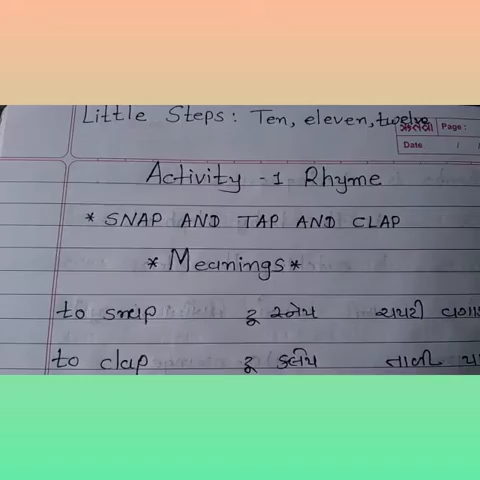 Little Steps: Ten, eleven, twelve
Page :
Date / /
Activity - 1 Rhyme
* SNAP AND TAP AND CLAP
* Meanings *
to snap ટૂ સ્નેપ ચપટી
to clap ટૂ ક્લેપ તાળી